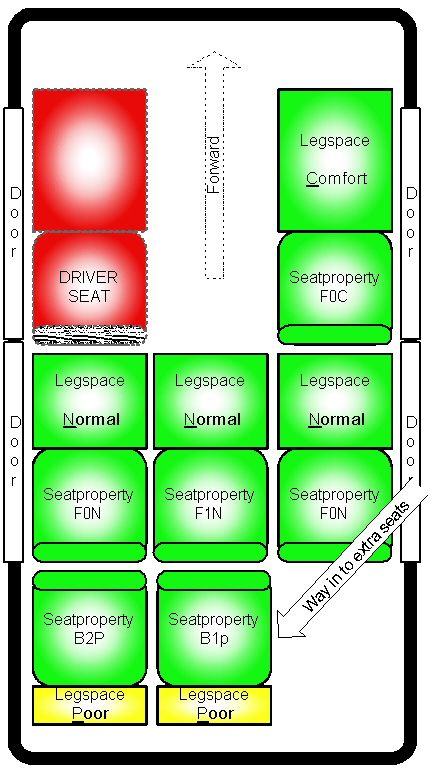 Forward
Legspace
Comfort
Door
Door
DRIVER
SEAT
Seatproperty
F0C
Legspace
Normal
Legspace
Normal
Legspace
Normal
Door
Door
Seatproperty
F0N
Seatproperty
F1N
Seatproperty
F0N
Way in to extra seats
Seatproperty
B2P
Seatproperty
B1p
Legspace
Poor
Legspace
Poor